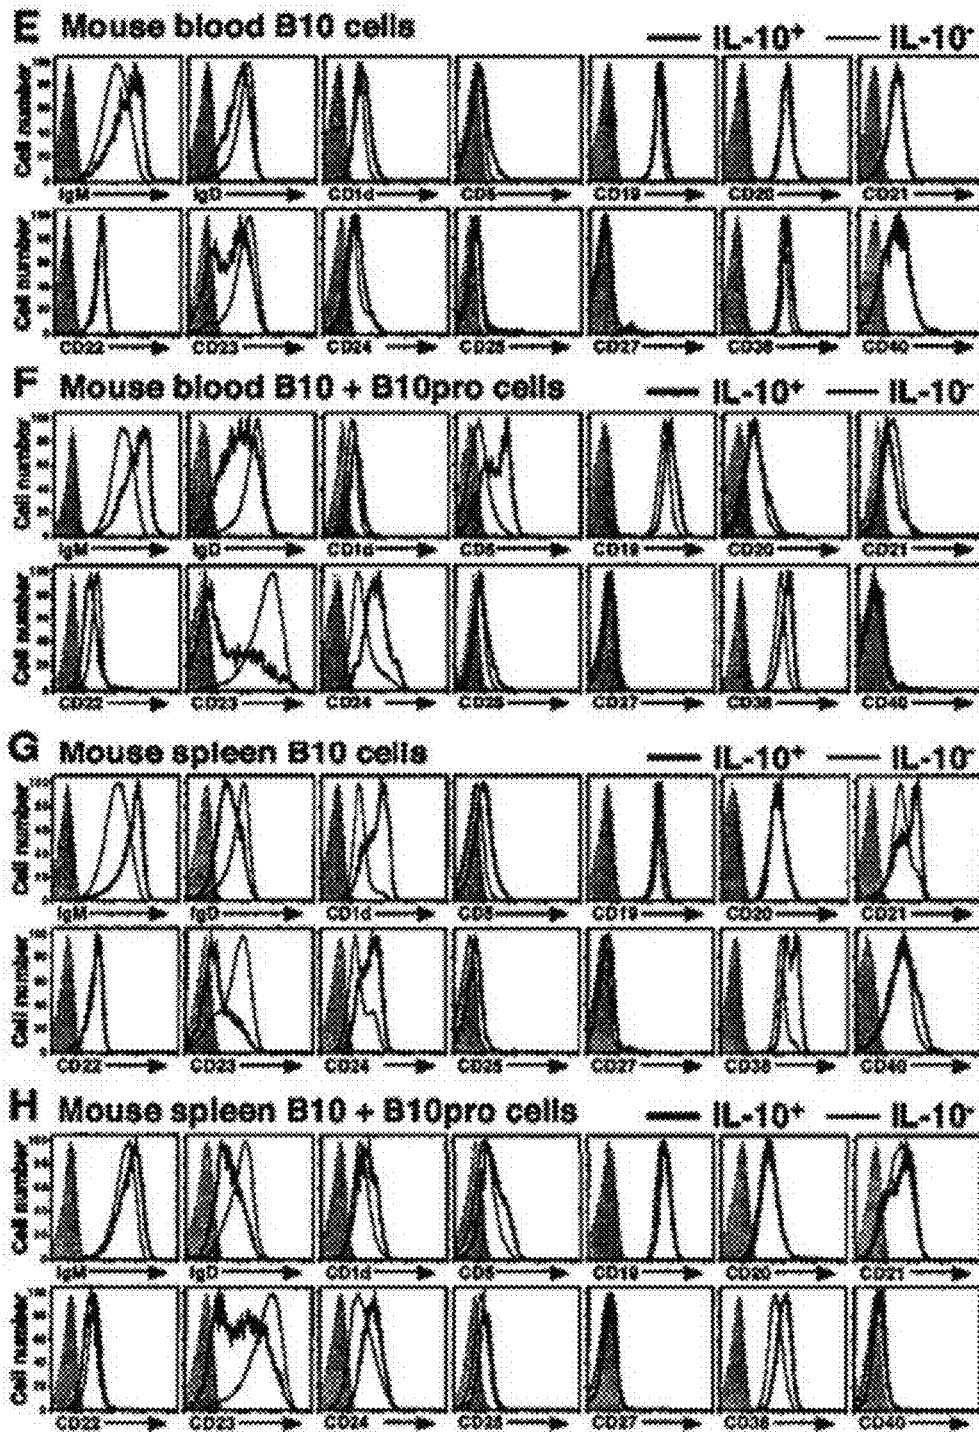 E Mouse blood B10 cells IL-10+ IL-10-
Cell number
IgM IgD CD1d CD5 CD19 CD20 CD21
Cell number
CD22 CD23 CD24 CD25 CD27 CD38 CD40
F Mouse blood B10 + B10pro cells IL-10+ IL-10-
Cell number
IgM IgD CD1d CD5 CD19 CD20 CD21
Cell number
CD22 CD23 CD24 CD25 CD27 CD38 CD40
G Mouse spleen B10 cells IL-10+ IL-10-
Cell number
IgM IgD CD1d CD5 CD19 CD20 CD21
Cell number
CD22 CD23 CD24 CD25 CD27 CD38 CD40
H Mouse spleen B10 + B10pro cells IL-10+ IL-10-
Cell number
IgM IgD CD1d CD5 CD19 CD20 CD21
Cell number
CD22 CD23 CD24 CD25 CD27 CD38 CD40